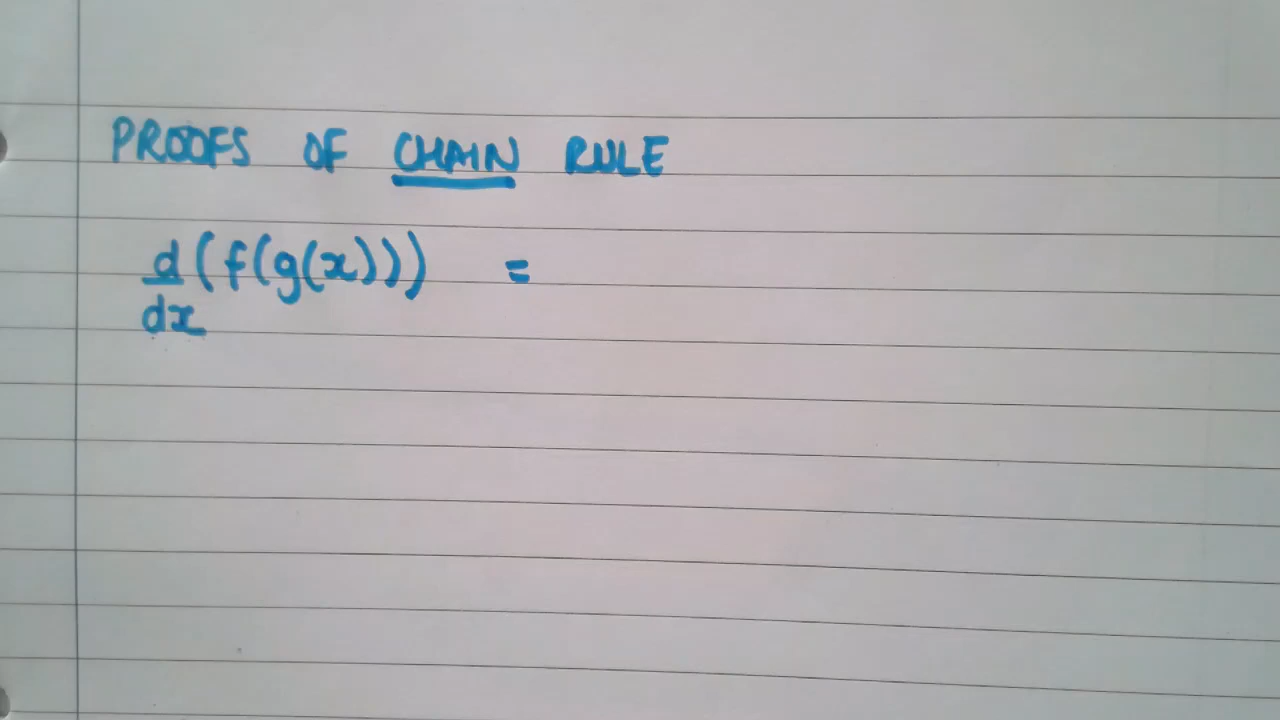 PROOFS OF CHAIN RULE
d/dx (f(g(x))) =